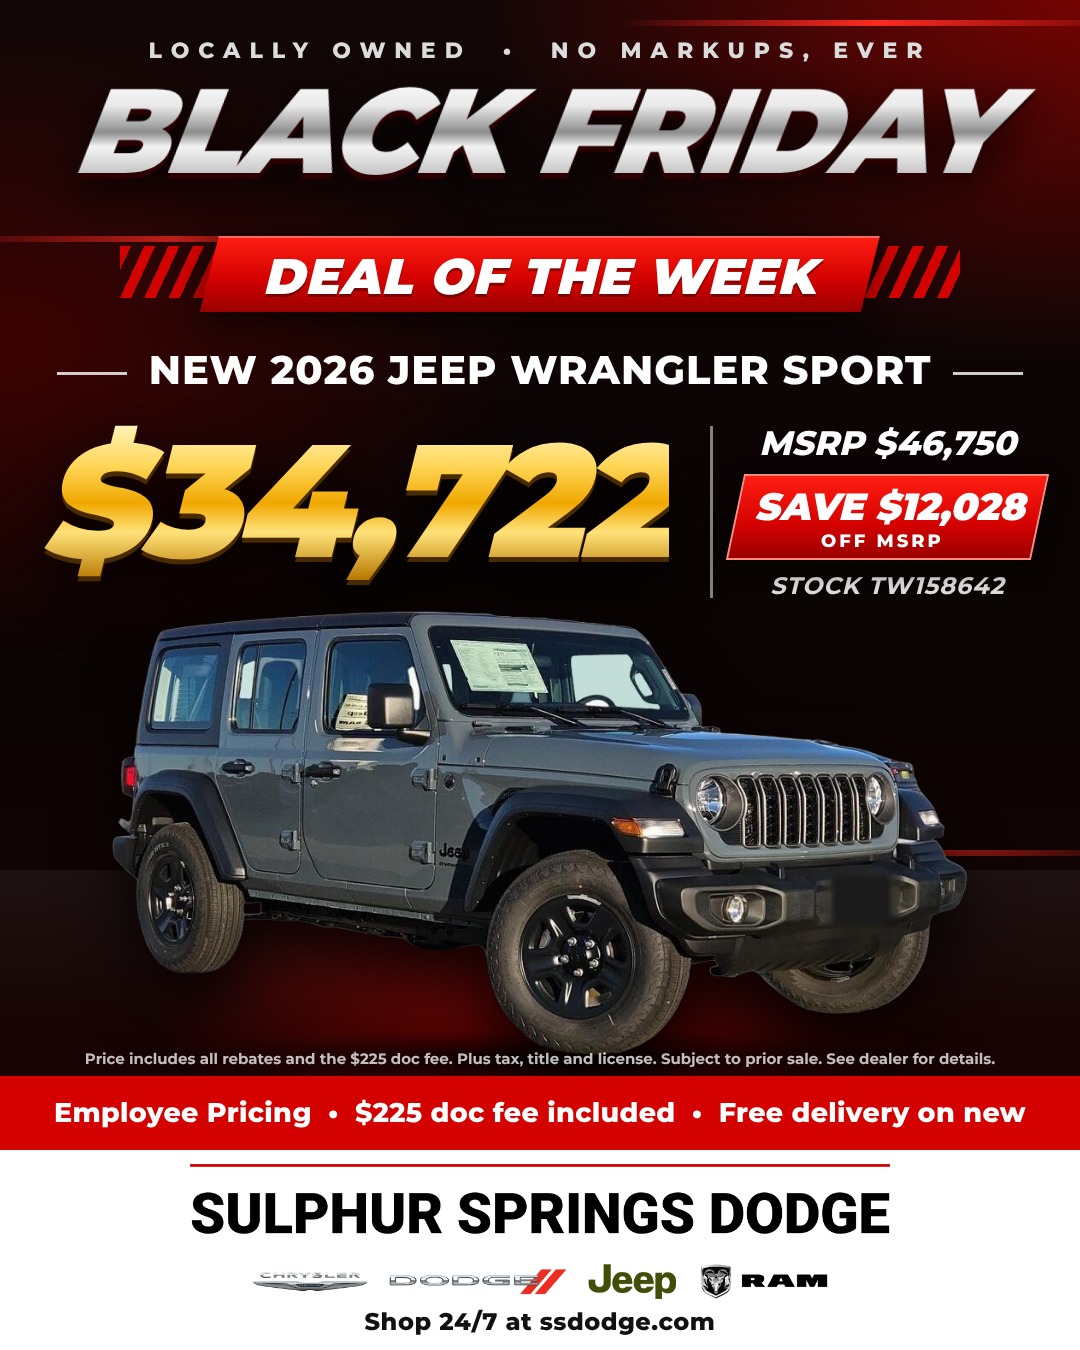 LOCALLY OWNED • NO MARKUPS, EVER
BLACK FRIDAY
DEAL OF THE WEEK
NEW 2026 JEEP WRANGLER SPORT
$34,722
MSRP $46,750
SAVE $12,028
OFF MSRP
STOCK TW158642
Jeep
Price includes all rebates and the $225 doc fee. Plus tax, title and license. Subject to prior sale. See dealer for details.
Employee Pricing • $225 doc fee included • Free delivery on new
SULPHUR SPRINGS DODGE
CHRYSLER DODGE Jeep RAM
Shop 24/7 at ssdodge.com